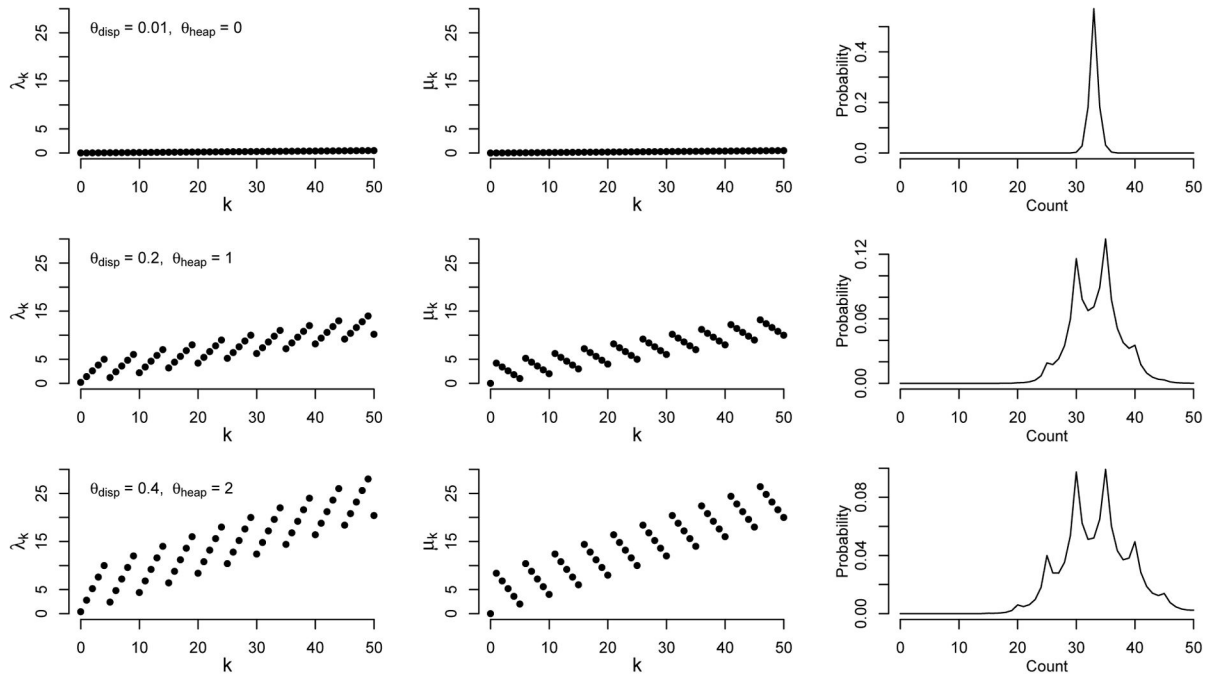 θdisp = 0.01, θheap = 0
λk
0 5 15 25
0 10 20 30 40 50
k
μk
0 5 15 25
0 10 20 30 40 50
k
Probability
0.0 0.2 0.4
0 10 20 30 40 50
Count
θdisp = 0.2, θheap = 1
λk
0 5 15 25
0 10 20 30 40 50
k
μk
0 5 15 25
0 10 20 30 40 50
k
Probability
0.00 0.06 0.12
0 10 20 30 40 50
Count
θdisp = 0.4, θheap = 2
λk
0 5 15 25
0 10 20 30 40 50
k
μk
0 5 15 25
0 10 20 30 40 50
k
Probability
0.00 0.04 0.08
0 10 20 30 40 50
Count